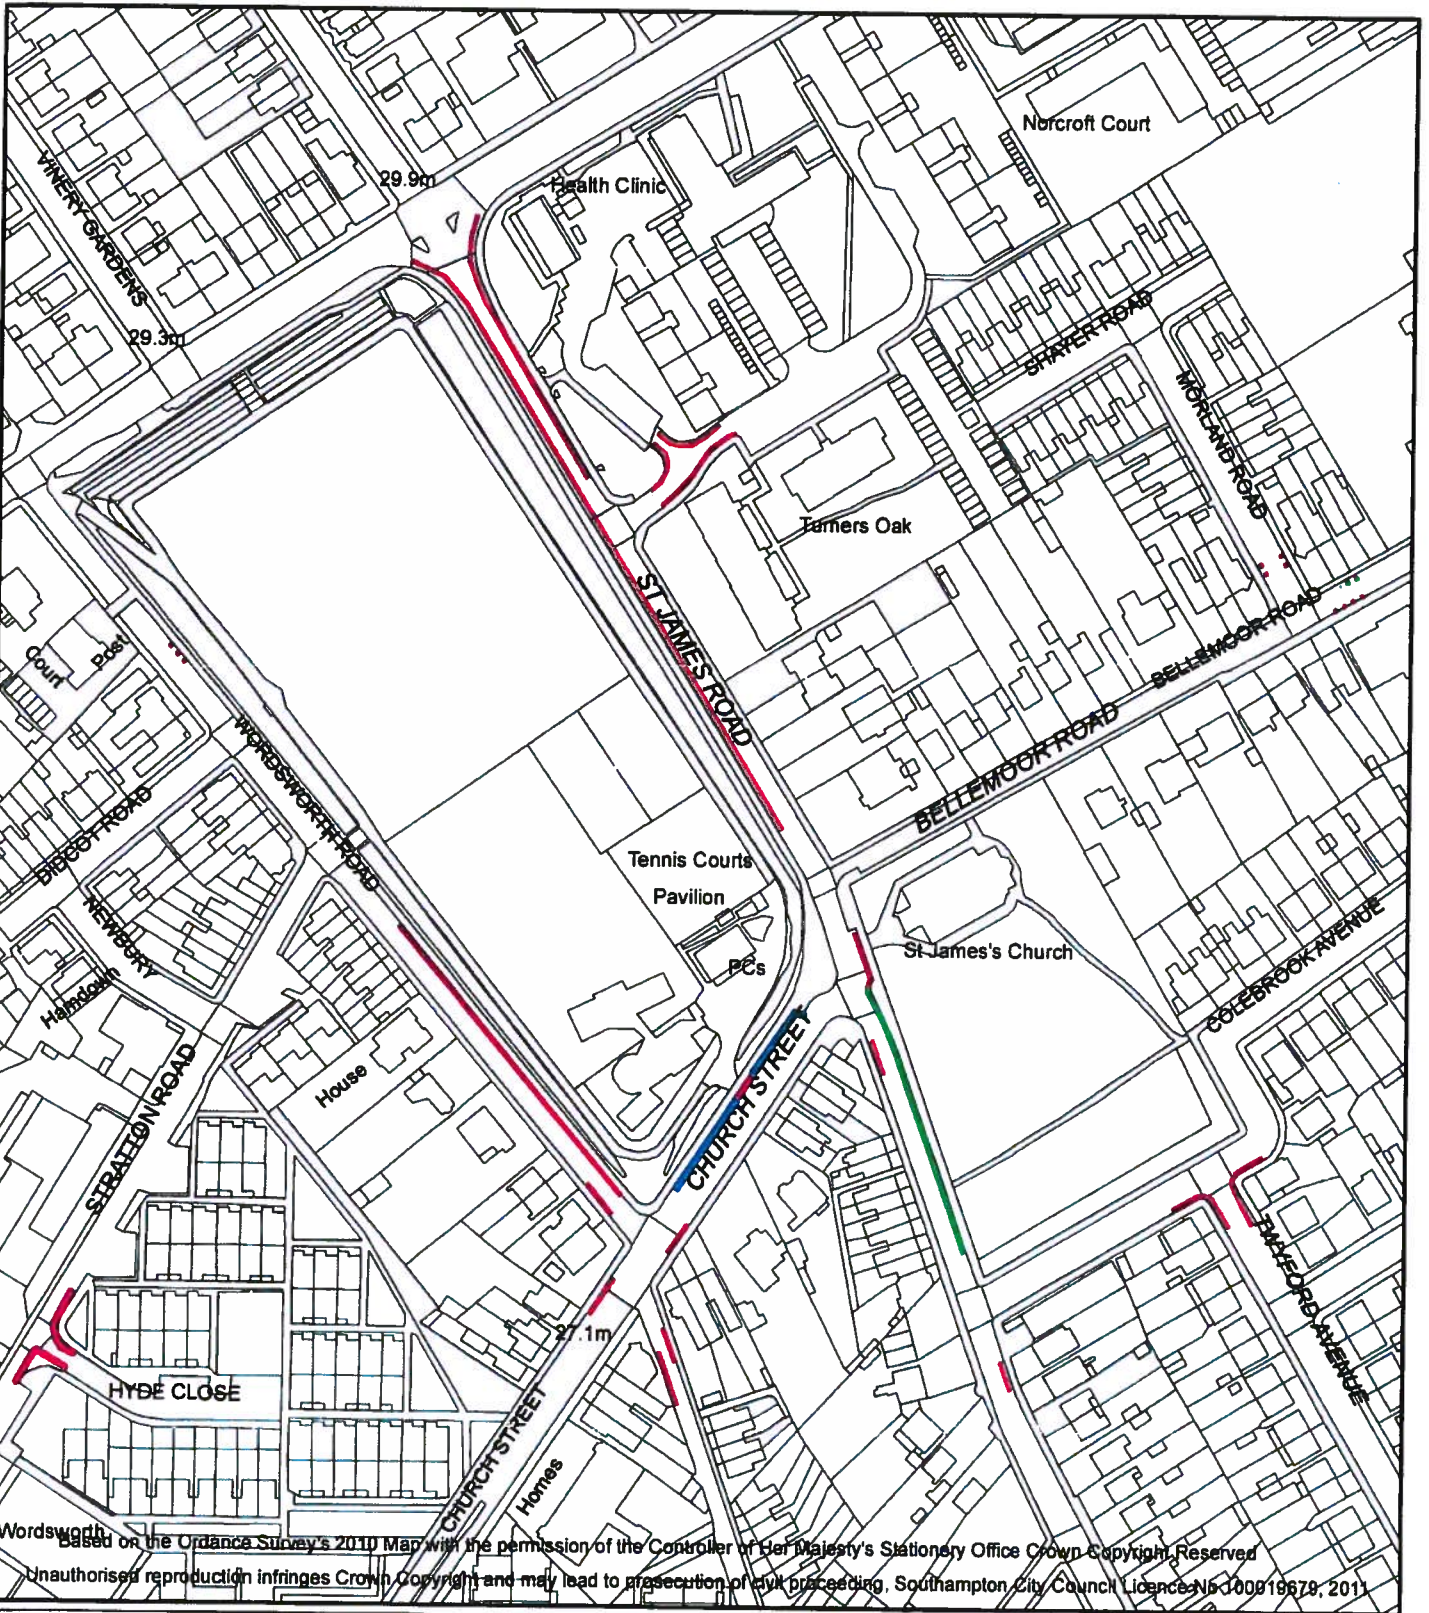 Norcroft Court
29.9m
Health Clinic
VINERY GARDENS
29.3m
SHAYER ROAD
MORLAND ROAD
Turners Oak
ST JAMES ROAD
BELLEMOOR ROAD
Court
Post
BELLEMOOR ROAD
WORDSWORTH ROAD
DIDCOT ROAD
Tennis Courts
Pavilion
NEWBURY
St James's Church
PCs
COLEBROOK AVENUE
Hamdown
House
CHURCH STREET
STRATTON ROAD
TWYFORD AVENUE
27.1m
HYDE CLOSE
CHURCH STREET
Homes
Wordsworth
Based on the Ordance Survey's 2010 Map with the permission of the Controller of Her Majesty's Stationery Office Crown Copyright Reserved
Unauthorised reproduction infringes Crown Copyright and may lead to prosecution of civil proceeding, Southampton City Council Licence No 100019679, 2011